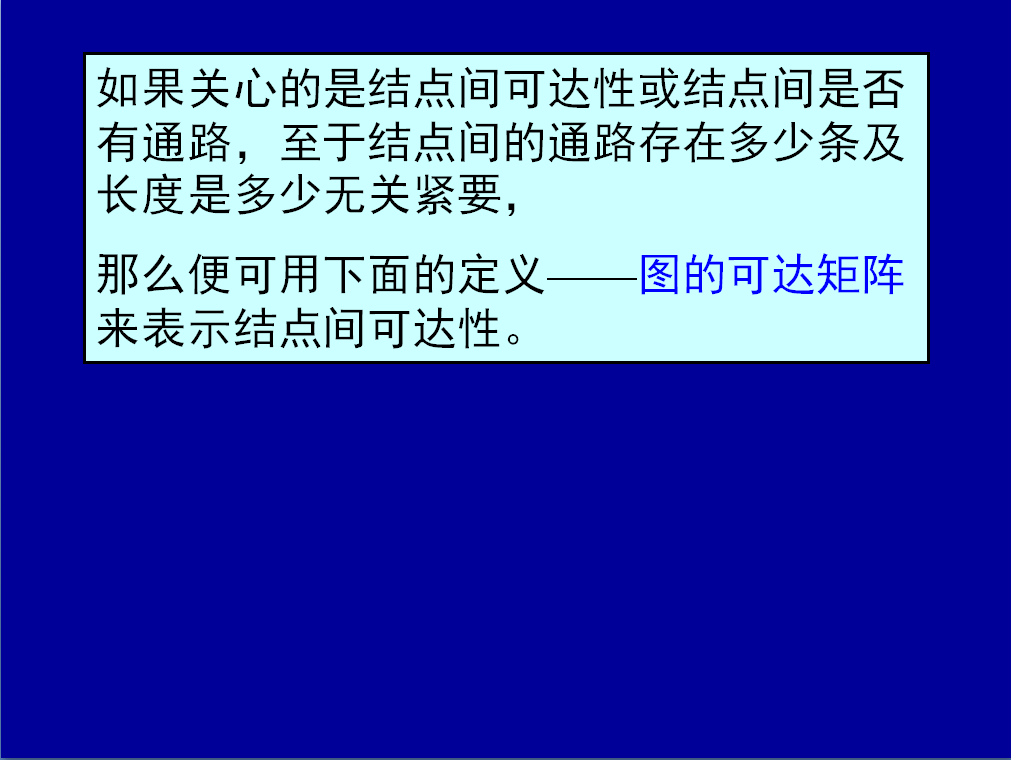 如果关心的是结点间可达性或结点间是否
有通路，至于结点间的通路存在多少条及
长度是多少无关紧要，
那么便可用下面的定义——图的可达矩阵
来表示结点间可达性。